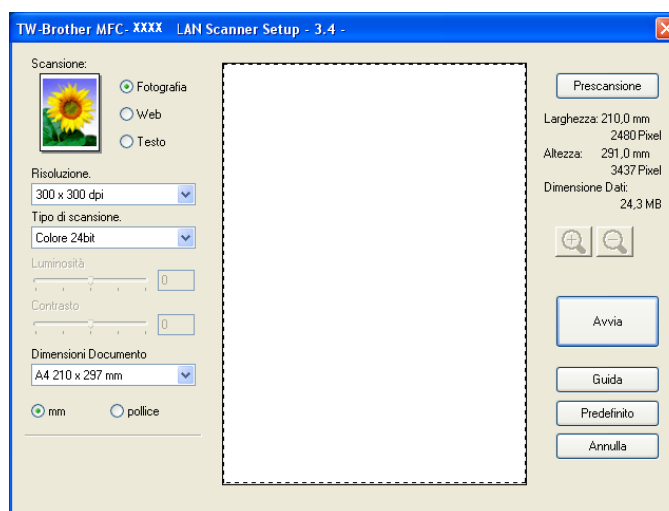 TW-Brother MFC- XXXX LAN Scanner Setup - 3.4 -
Scansione:
Fotografia
Web
Testo
Risoluzione.
300 x 300 dpi
Tipo di scansione.
Colore 24bit
Luminosità
0
Contrasto
0
Dimensioni Documento
A4 210 x 297 mm
mm
pollice
Prescansione
Larghezza: 210,0 mm
2480 Pixel
Altezza: 291,0 mm
3437 Pixel
Dimensione Dati:
24,3 MB
Avvia
Guida
Predefinito
Annulla